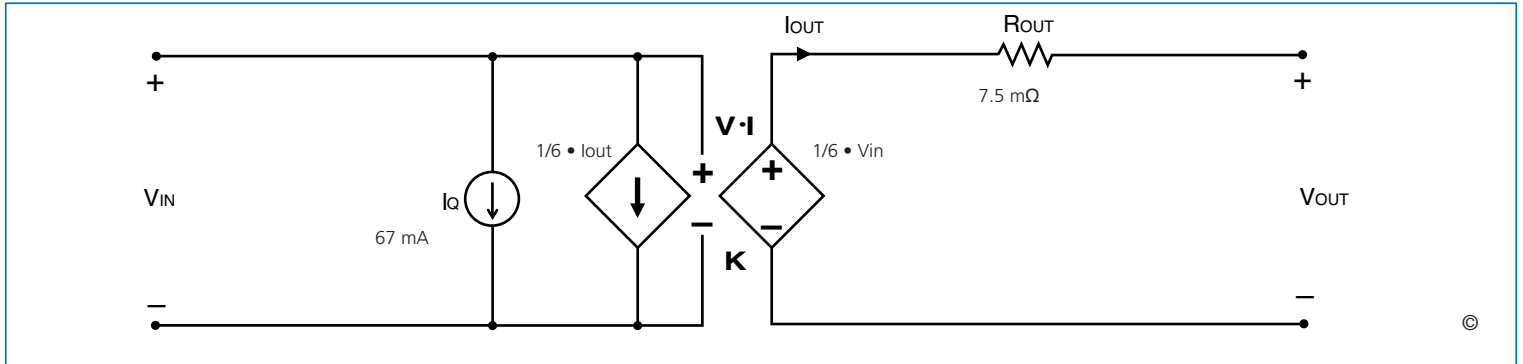 IOUT
ROUT
7.5 mΩ
+
+
V·I
1/6 • Iout
1/6 • Vin
+
+
VIN
IQ
VOUT
67 mA
–
–
K
–
–
©